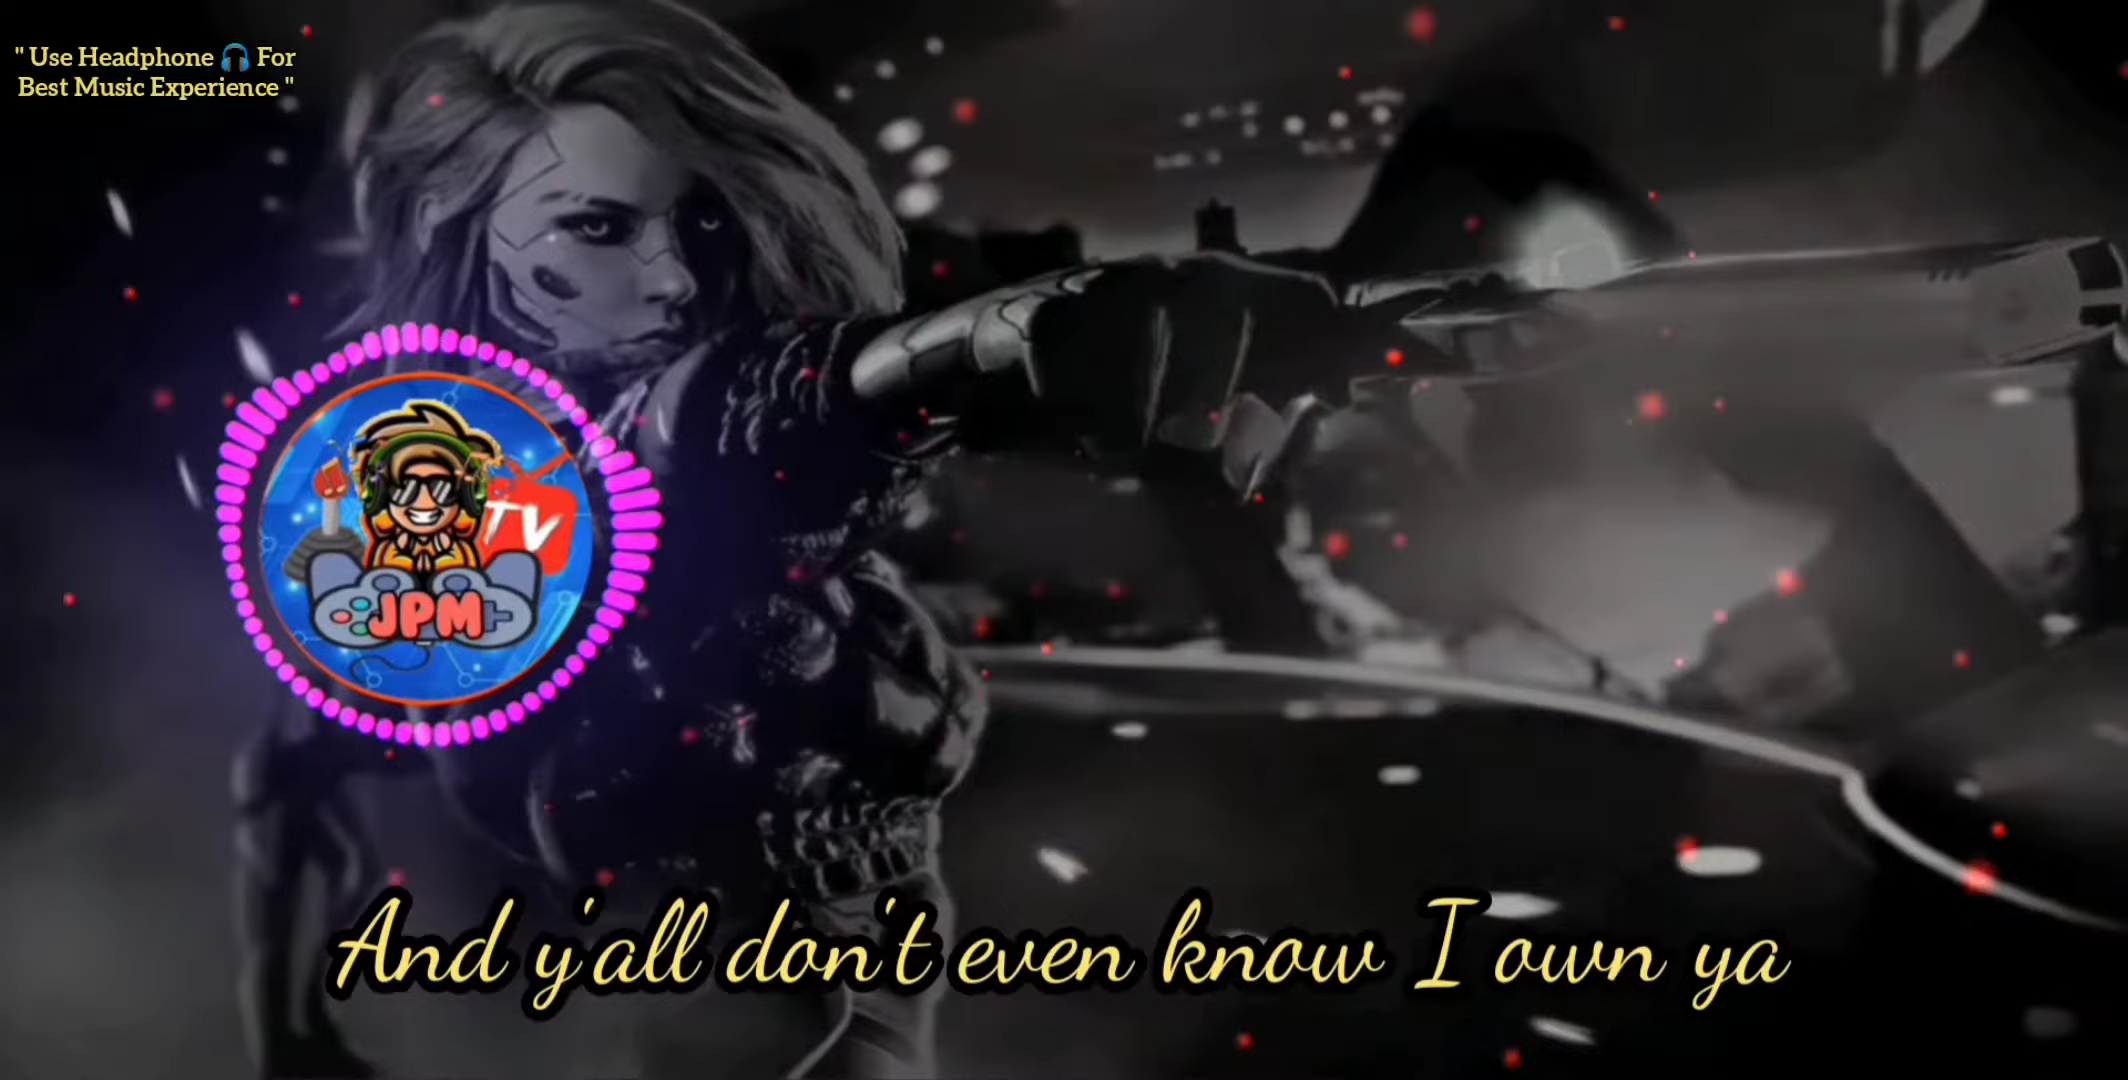 " Use Headphone 🎧 For
Best Music Experience "
TV
JPM
And y'all don't even know I own ya